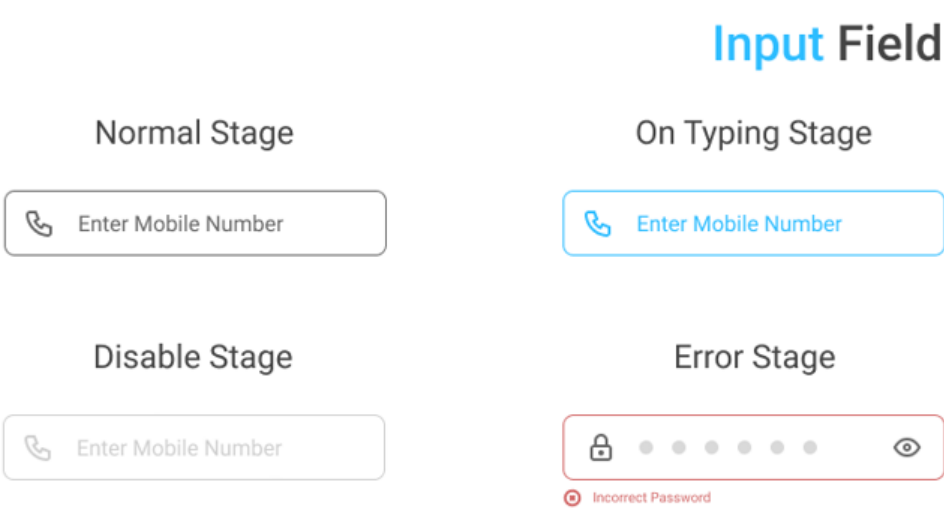 Input Field
Normal Stage
On Typing Stage
Enter Mobile Number
Enter Mobile Number
Disable Stage
Error Stage
Enter Mobile Number
Incorrect Password